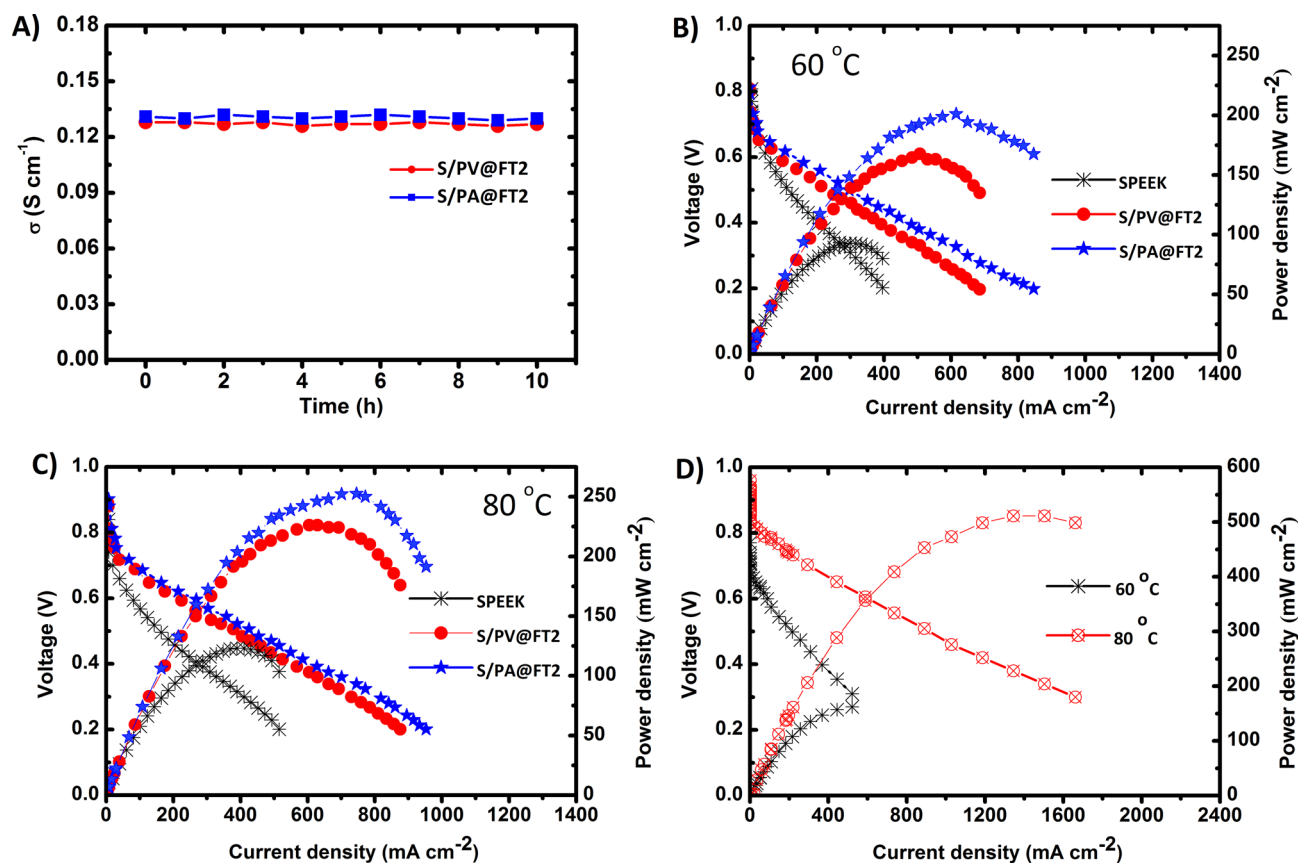 A)
σ (S cm⁻¹)
0.18
0.15
0.12
0.09
0.06
0.03
0.00
S/PV@FT2
S/PA@FT2
0 2 4 6 8 10
Time (h)
B)
60 °C
Voltage (V)
1.0
0.8
0.6
0.4
0.2
0.0
SPEEK
S/PV@FT2
S/PA@FT2
250
200
150
100
50
0
Power density (mW cm⁻²)
0 200 400 600 800 1000 1200 1400
Current density (mA cm⁻²)
C)
80 °C
Voltage (V)
1.0
0.8
0.6
0.4
0.2
0.0
SPEEK
S/PV@FT2
S/PA@FT2
250
200
150
100
50
0
Power density (mW cm⁻²)
0 200 400 600 800 1000 1200 1400
Current density (mA cm⁻²)
D)
Voltage (V)
1.0
0.8
0.6
0.4
0.2
0.0
60 °C
80 °C
600
500
400
300
200
100
0
Power density (mW cm⁻²)
0 400 800 1200 1600 2000 2400
Current density (mA cm⁻²)